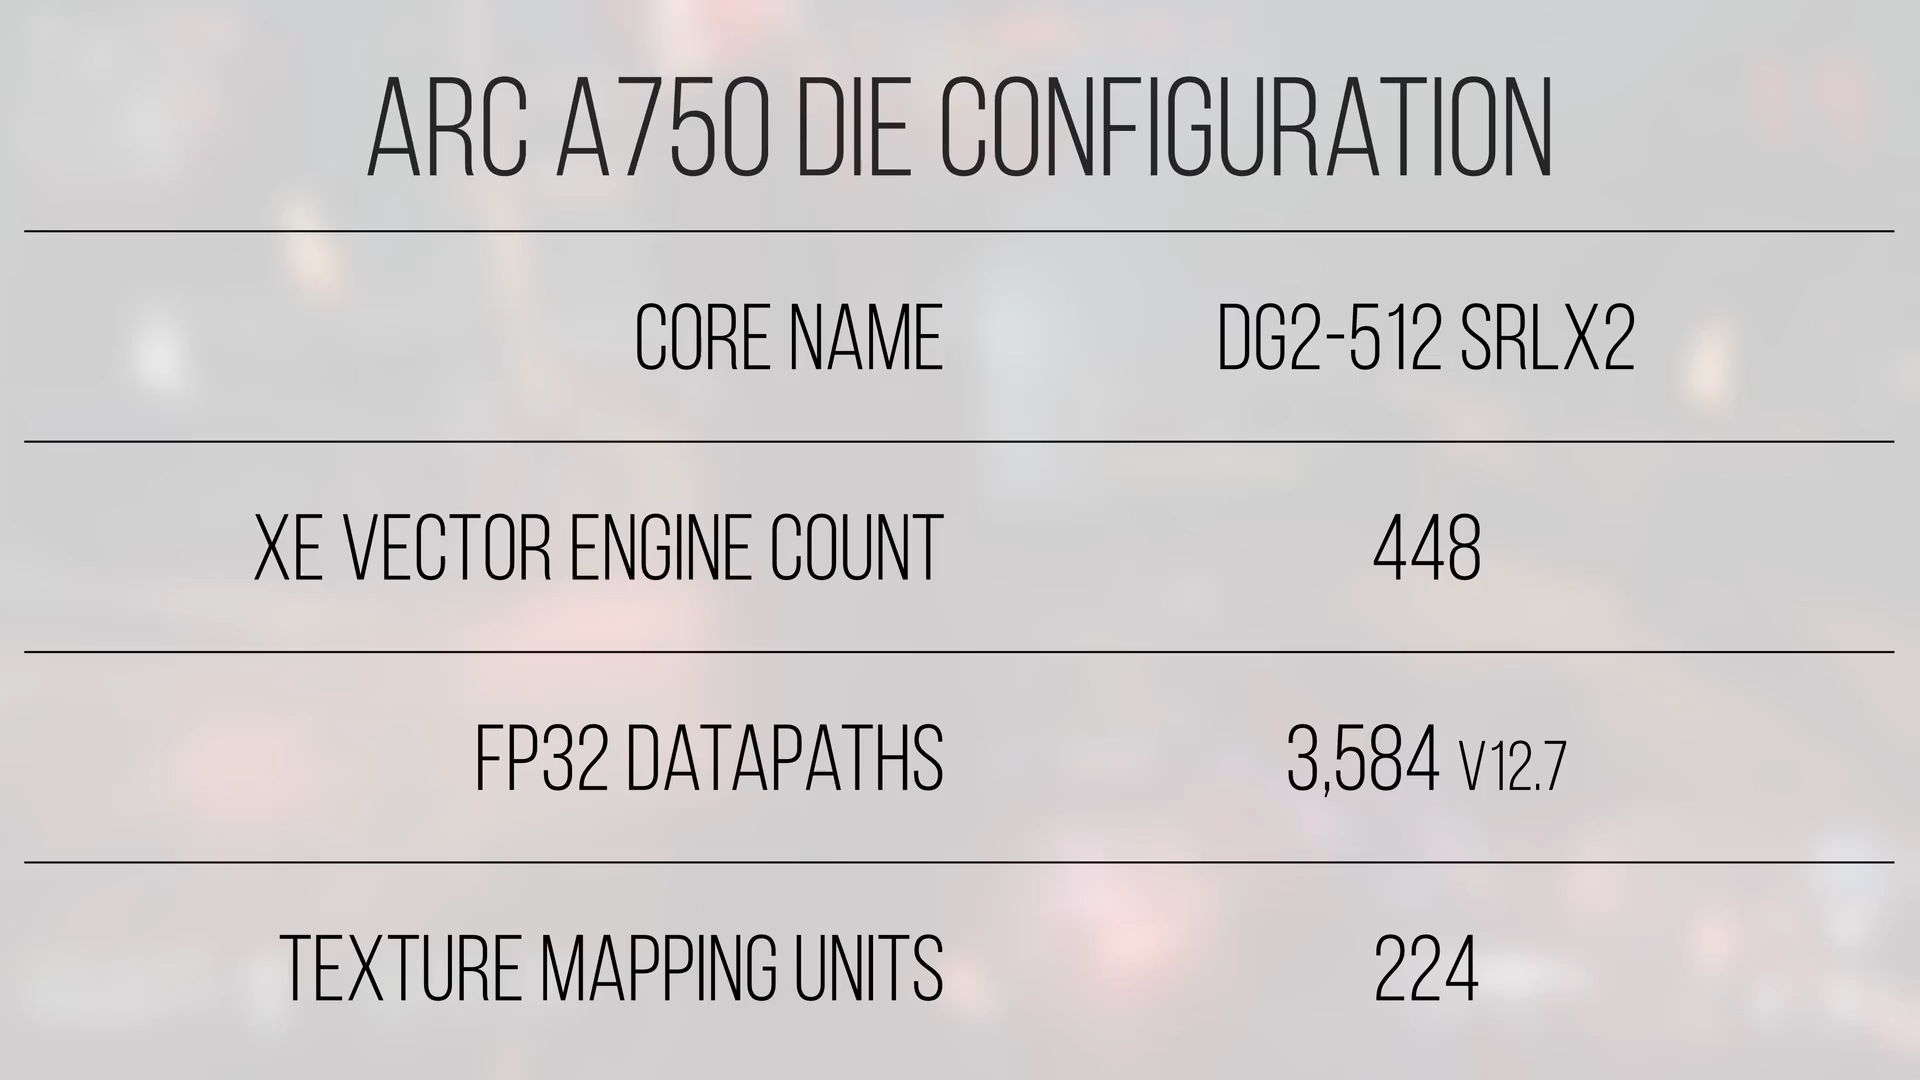 ARC A750 DIE CONFIGURATION
CORE NAME DG2-512 SRLX2
XE VECTOR ENGINE COUNT 448
FP32 DATAPATHS 3,584 V12.7
TEXTURE MAPPING UNITS 224